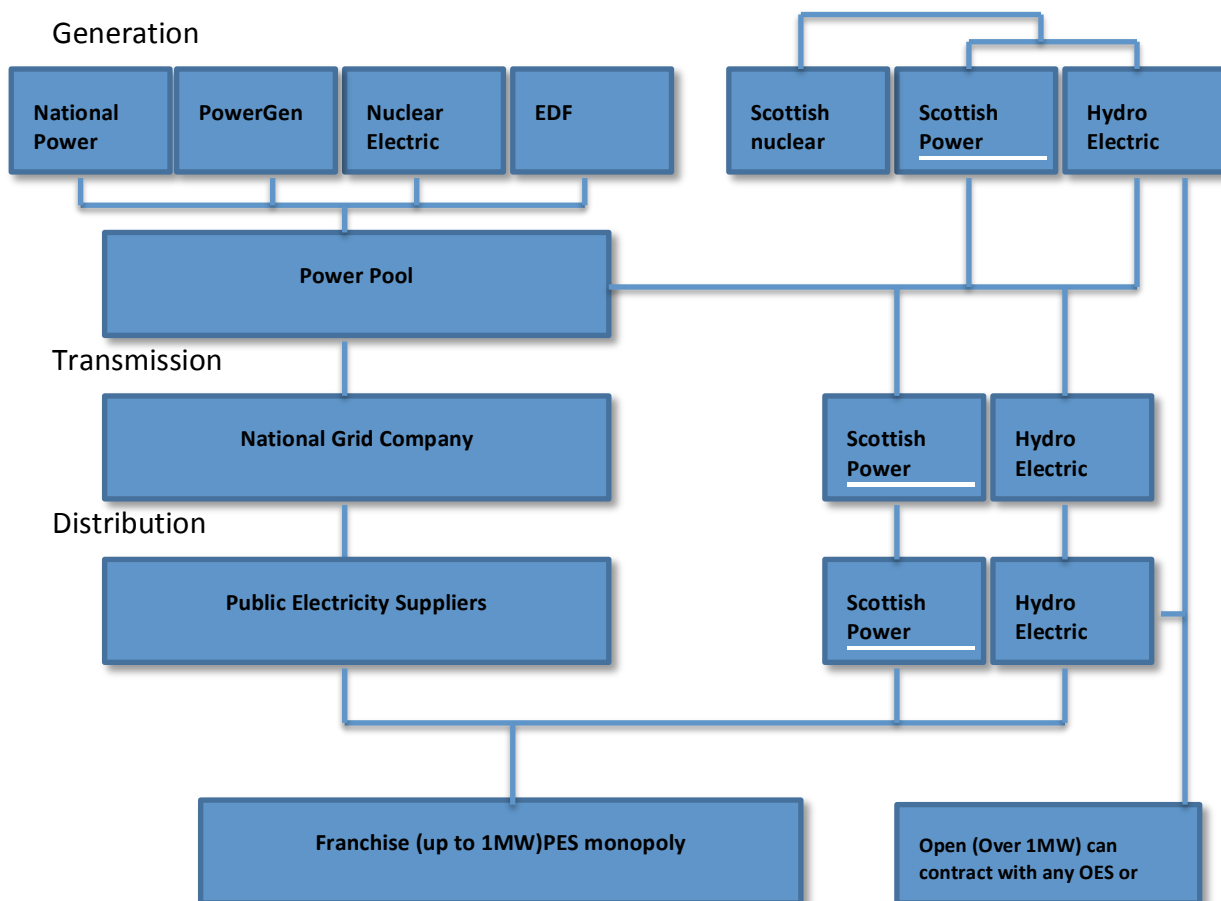 Generation
National
Power
PowerGen
Nuclear
Electric
EDF
Scottish
nuclear
Scottish
Power
Hydro
Electric
Power Pool
Transmission
National Grid Company
Scottish
Power
Hydro
Electric
Distribution
Public Electricity Suppliers
Scottish
Power
Hydro
Electric
Franchise (up to 1MW)PES monopoly
Open (Over 1MW) can
contract with any OES or